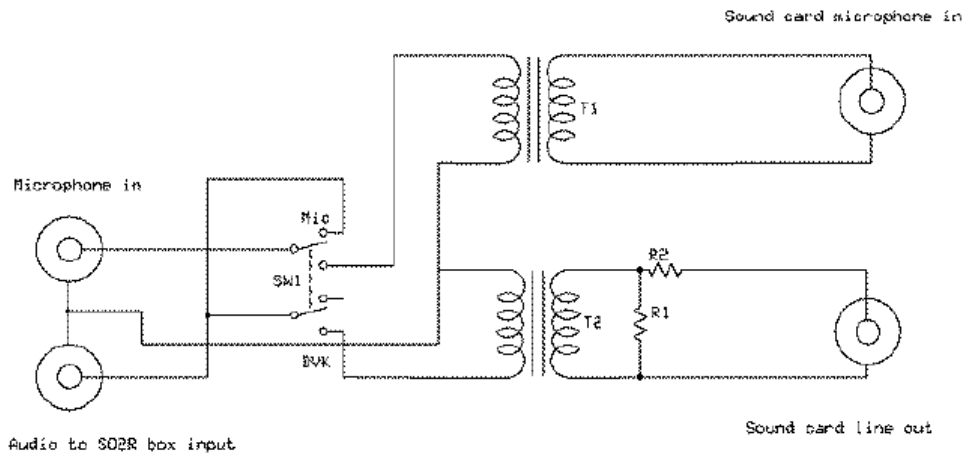 Sound card microphone in
T1
Microphone in
Mic
SW1
R2
T2
R1
DVK
Sound card line out
Audio to SO2R box input